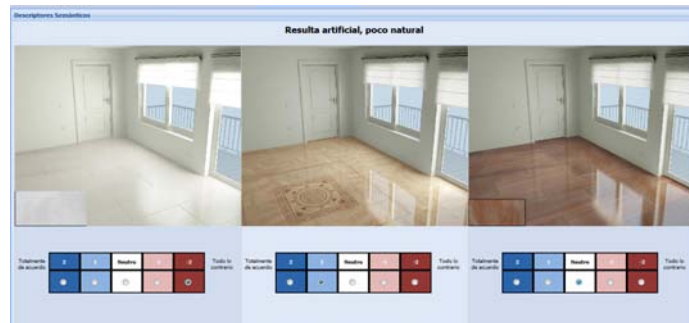 Descriptores Semánticos
Resulta artificial, poco natural
Totalmente de acuerdo 2 1 Neutro -1 -2 Todo lo contrario
Totalmente de acuerdo 2 1 Neutro -1 -2 Todo lo contrario
Totalmente de acuerdo 2 1 Neutro -1 -2 Todo lo contrario